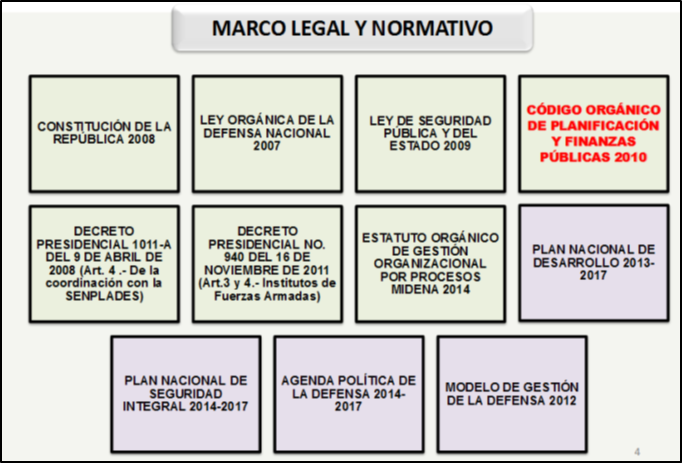 MARCO LEGAL Y NORMATIVO
CONSTITUCIÓN DE LA
REPÚBLICA 2008
LEY ORGÁNICA DE LA
DEFENSA NACIONAL
2007
LEY DE SEGURIDAD
PÚBLICA Y DEL
ESTADO 2009
CÓDIGO ORGÁNICO
DE PLANIFICACIÓN
Y FINANZAS
PÚBLICAS 2010
DECRETO
PRESIDENCIAL 1011-A
DEL 9 DE ABRIL DE
2008 (Art. 4 .- De la
coordinación con la
SENPLADES)
DECRETO
PRESIDENCIAL NO.
940 DEL 16 DE
NOVIEMBRE DE 2011
(Art.3 y 4.- Institutos de
Fuerzas Armadas)
ESTATUTO ORGÁNICO
DE GESTIÓN
ORGANIZACIONAL
POR PROCESOS
MIDENA 2014
PLAN NACIONAL DE
DESARROLLO 2013-
2017
PLAN NACIONAL DE
SEGURIDAD
INTEGRAL 2014-2017
AGENDA POLÍTICA DE
LA DEFENSA 2014-
2017
MODELO DE GESTIÓN
DE LA DEFENSA 2012
4